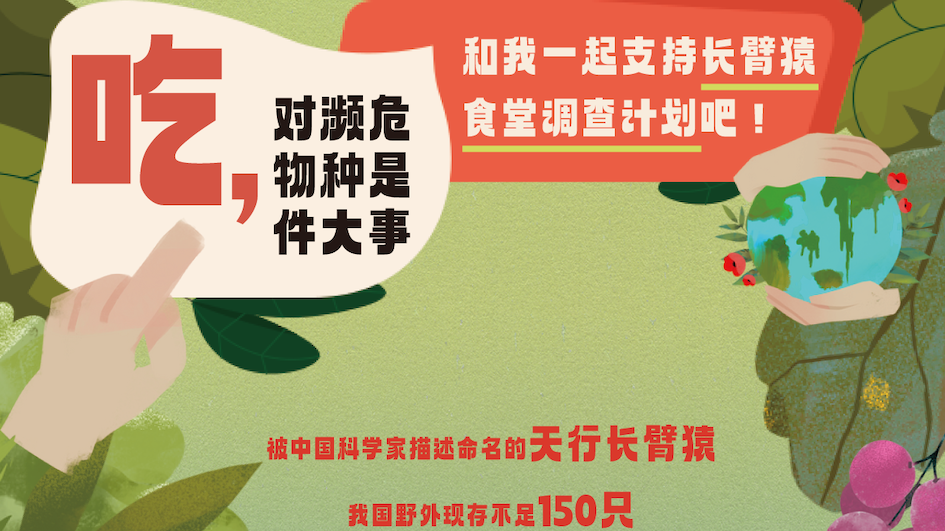 吃，
对濒危
物种是
件大事
和我一起支持长臂猿
食堂调查计划吧！
被中国科学家描述命名的天行长臂猿
我国野外现存不足150只